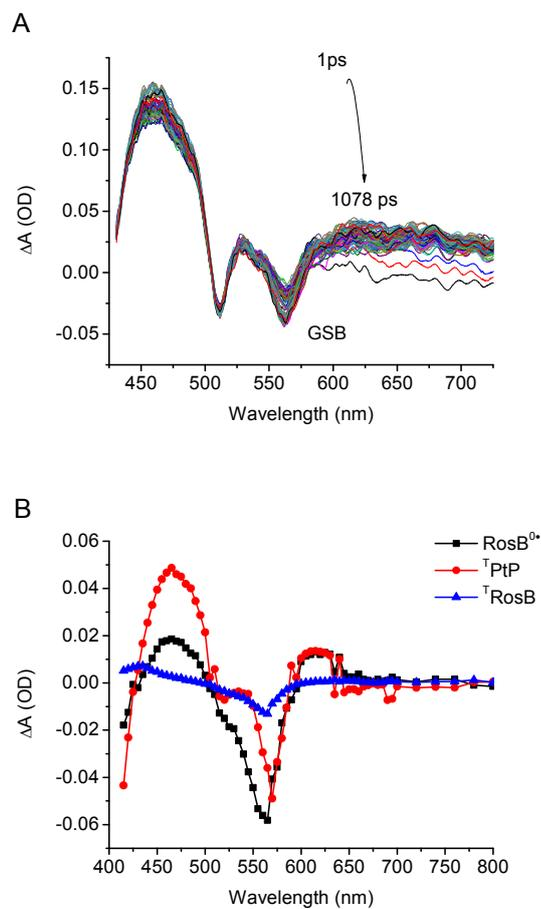 A
1ps
0.15
0.10
0.05
0.00
-0.05
1078 ps
GSB
ΔA (OD)
450 500 550 600 650 700
Wavelength (nm)
B
0.06
0.04
0.02
0.00
-0.02
-0.04
-0.06
RosB⁰•
ᵀPtP
ᵀRosB
ΔA (OD)
400 450 500 550 600 650 700 750 800
Wavelength (nm)